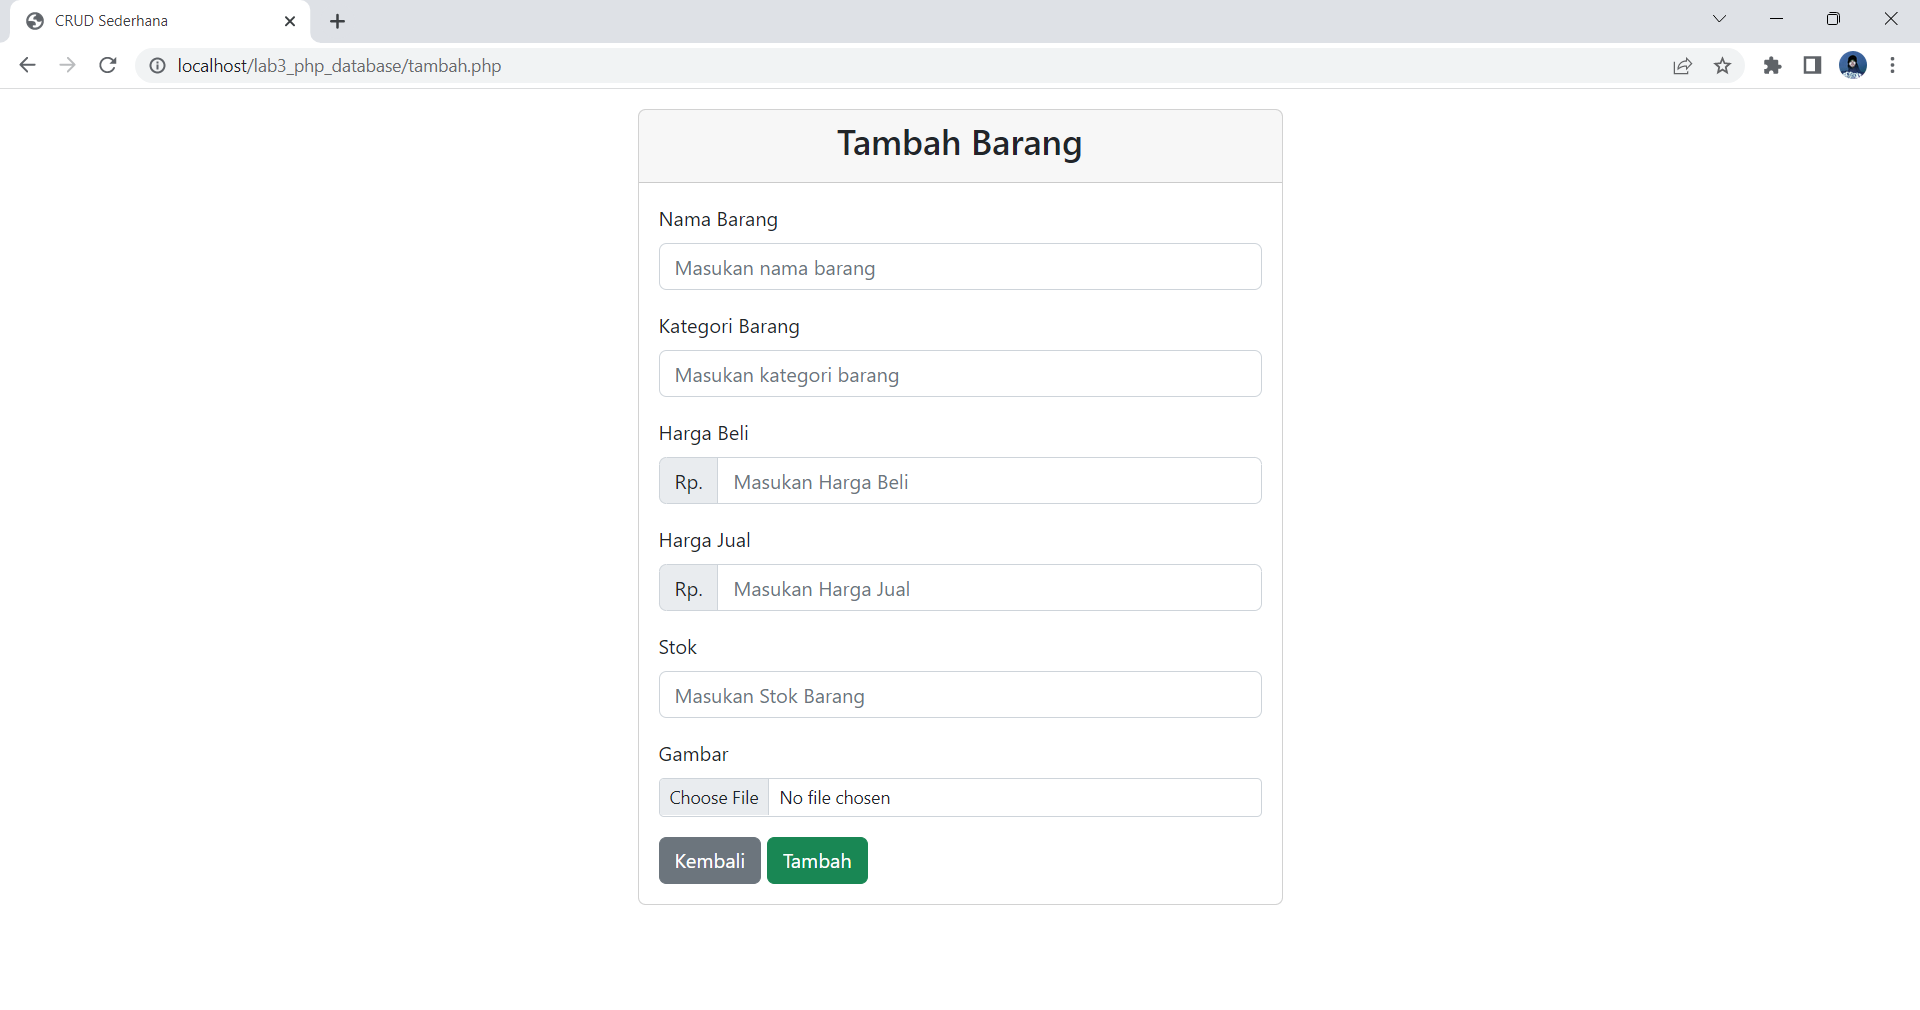 CRUD Sederhana
localhost/lab3_php_database/tambah.php
Tambah Barang
Nama Barang
Masukan nama barang
Kategori Barang
Masukan kategori barang
Harga Beli
Rp. Masukan Harga Beli
Harga Jual
Rp. Masukan Harga Jual
Stok
Masukan Stok Barang
Gambar
Choose File No file chosen
Kembali Tambah